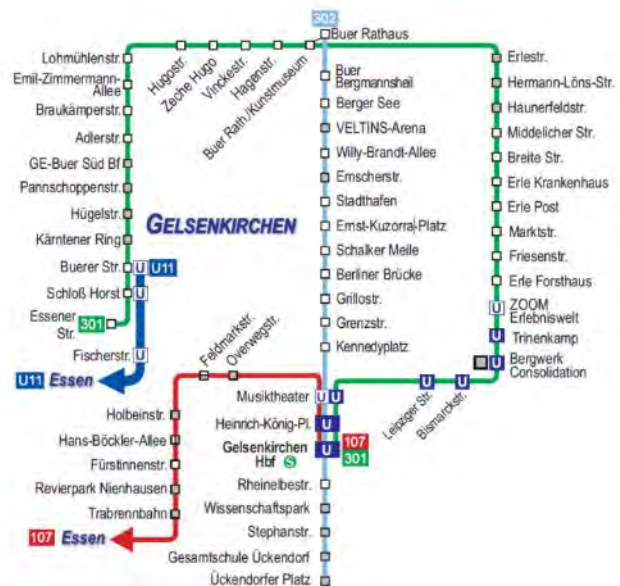 302
Buer Rathaus
Lohmühlenstr.
Emil-Zimmermann-
Allee
Braukämperstr.
Adlerstr.
GE-Buer Süd Bf
Pannschoppenstr.
Hügelstr.
Kärntener Ring
Buerer Str.
U U11
Schloß Horst
U
Essener
Str.
301
Fischerstr.
U
U11 Essen
Hugostr.
Zeche Hugo
Vinckestr.
Hagenstr.
Buer Rath./Kunstmuseum
GELSENKIRCHEN
Buer
Bergmannsheil
Berger See
VELTINS-Arena
Willy-Brandt-Allee
Emscherstr.
Stadthafen
Ernst-Kuzorra-Platz
Schalker Meile
Berliner Brücke
Grillostr.
Grenzstr.
Kennedyplatz
Erlestr.
Hermann-Löns-Str.
Haunerfeldstr.
Middelicher Str.
Breite Str.
Erle Krankenhaus
Erle Post
Marktstr.
Friesenstr.
Erle Forsthaus
U ZOOM
Erlebniswelt
U Trinenkamp
U Bergwerk
Consolidation
U
Bismarckstr.
U
Leipziger Str.
Feldmarkstr.
Overwegstr.
Musiktheater U U
Heinrich-König-Pl. U
Gelsenkirchen
Hbf S
U
107
301
Holbeinstr.
Hans-Böckler-Allee
Fürstinnenstr.
Revierpark Nienhausen
Trabrennbahn
107 Essen
Rheinelbestr.
Wissenschaftspark
Stephanstr.
Gesamtschule Ückendorf
Ückendorfer Platz